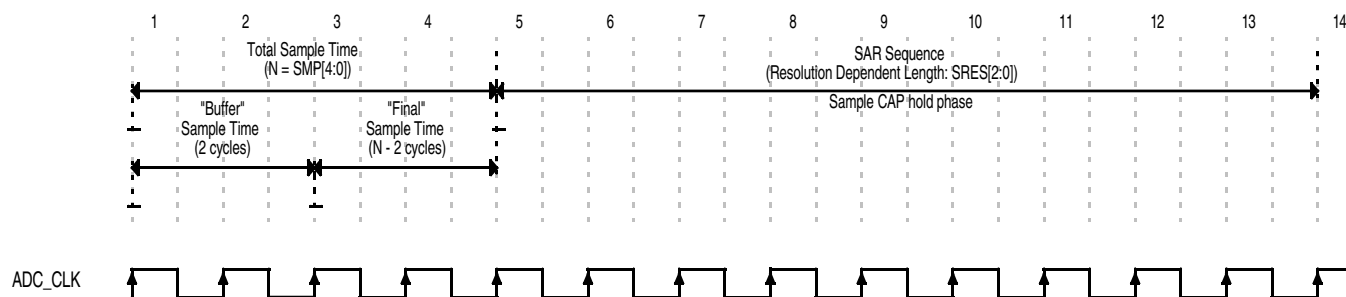 1 2 3 4 5 6 7 8 9 10 11 12 13 14
Total Sample Time
(N = SMP[4:0])
SAR Sequence
(Resolution Dependent Length: SRES[2:0])
Sample CAP hold phase
"Buffer"
Sample Time
(2 cycles)
"Final"
Sample Time
(N - 2 cycles)
ADC_CLK